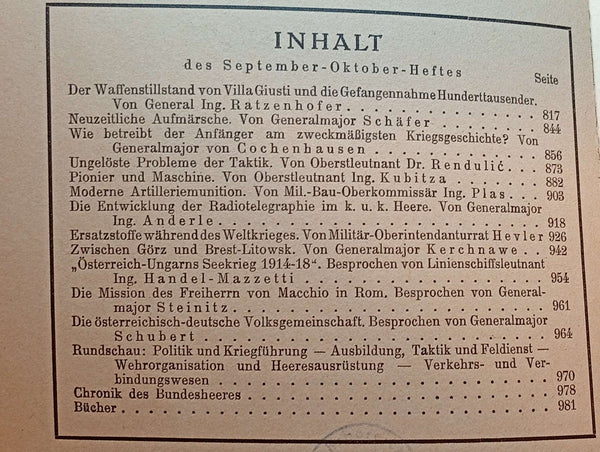 INHALT
des September-Oktober-Heftes
Seite
Der Waffenstillstand von Villa Giusti und die Gefangennahme Hunderttausender.
Von General Ing. Ratzenhofer . . . . . . . . . . . . 817
Neuzeitliche Aufmärsche. Von Generalmajor Schäfer . . . . . . . . 844
Wie betreibt der Anfänger am zweckmäßigsten Kriegsgeschichte? Von
Generalmajor von Cochenhausen . . . . . . . . . . . 856
Ungelöste Probleme der Taktik. Von Oberstleutnant Dr. Rendulić . . 873
Pionier und Maschine. Von Oberstleutnant Ing. Kubitza . . . . . . 882
Moderne Artilleriemunition. Von Mil.-Bau-Oberkommissär Ing. Plas . . 903
Die Entwicklung der Radiotelegraphie im k. u. k. Heere. Von Generalmajor
Ing. Anderle . . . . . . . . . . . . . . . . . 918
Ersatzstoffe während des Weltkrieges. Von Militär-Oberintendanturrat Hevler 926
Zwischen Görz und Brest-Litowsk. Von Generalmajor Kerchnawe . . 942
„Österreich-Ungarns Seekrieg 1914-18“. Besprochen von Linienschiffsleutnant
Ing. Handel-Mazzetti . . . . . . . . . . . . . . 954
Die Mission des Freiherrn von Macchio in Rom. Besprochen von General-
major Steinitz . . . . . . . . . . . . . . . . . 961
Die österreichisch-deutsche Volksgemeinschaft. Besprochen von Generalmajor
Schubert . . . . . . . . . . . . . . . . . . 964
Rundschau: Politik und Kriegführung — Ausbildung, Taktik und Feldienst —
Wehrorganisation und Heeresausrüstung — Verkehrs- und Ver-
bindungswesen . . . . . . . . . . . . . . . . . 970
Chronik des Bundesheeres . . . . . . . . . . . . . . . 978
Bücher . . . . . . . . . . . . . . . . . . . . . 981